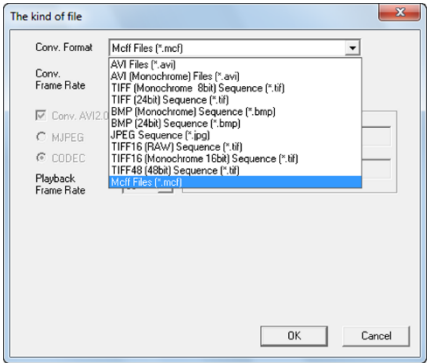 The kind of file
Conv. Format
Mcff Files (*.mcf)
AVI Files (*.avi)
Conv.
Frame Rate
AVI (Monochrome) Files (*.avi)
TIFF (Monochrome 8bit) Sequence (*.tif)
TIFF (24bit) Sequence (*.tif)
BMP (Monochrome) Sequence (*.bmp)
Conv. AVI2.0
BMP (24bit) Sequence (*.bmp)
MJPEG
JPEG Sequence (*.jpg)
TIFF16 (RAW) Sequence (*.tif)
CODEC
TIFF16 (Monochrome 16bit) Sequence (*.tif)
TIFF48 (48bit) Sequence (*.tif)
Playback
Frame Rate
Mcff Files (*.mcf)
OK
Cancel